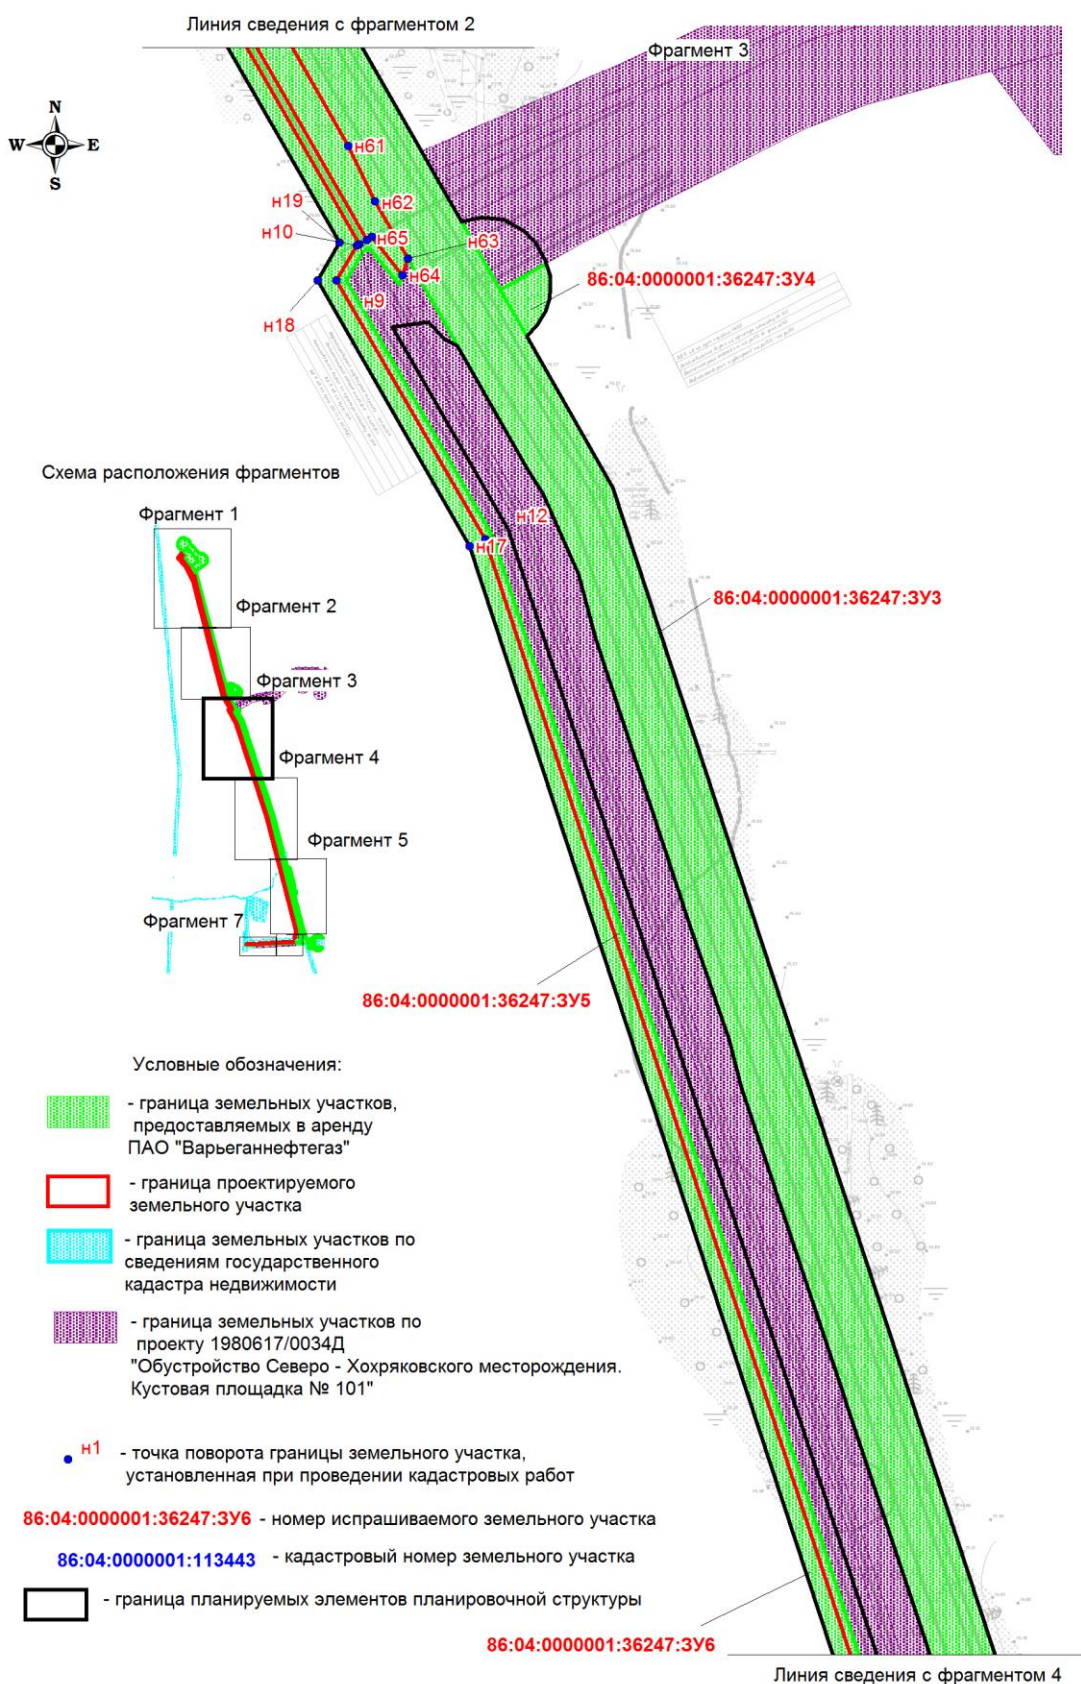 Линия сведения с фрагментом 2
Фрагмент 3
N
W E
S
н61
н19
н62
н10
н65
н63
н64
86:04:0000001:36247:ЗУ4
н9
н18
Схема расположения фрагментов
Фрагмент 1
н12
н17
Фрагмент 2
86:04:0000001:36247:ЗУ3
Фрагмент 3
Фрагмент 4
Фрагмент 5
Фрагмент 7
86:04:0000001:36247:ЗУ5
Условные обозначения:
- граница земельных участков,
предоставляемых в аренду
ПАО "Варьеганнефтегаз"
- граница проектируемого
земельного участка
- граница земельных участков по
сведениям государственного
кадастра недвижимости
- граница земельных участков по
проекту 1980617/0034Д
"Обустройство Северо - Хохряковского месторождения.
Кустовая площадка № 101"
н1 - точка поворота границы земельного участка,
установленная при проведении кадастровых работ
86:04:0000001:36247:ЗУ6 - номер испрашиваемого земельного участка
86:04:0000001:113443 - кадастровый номер земельного участка
- граница планируемых элементов планировочной структуры
86:04:0000001:36247:ЗУ6
Линия сведения с фрагментом 4